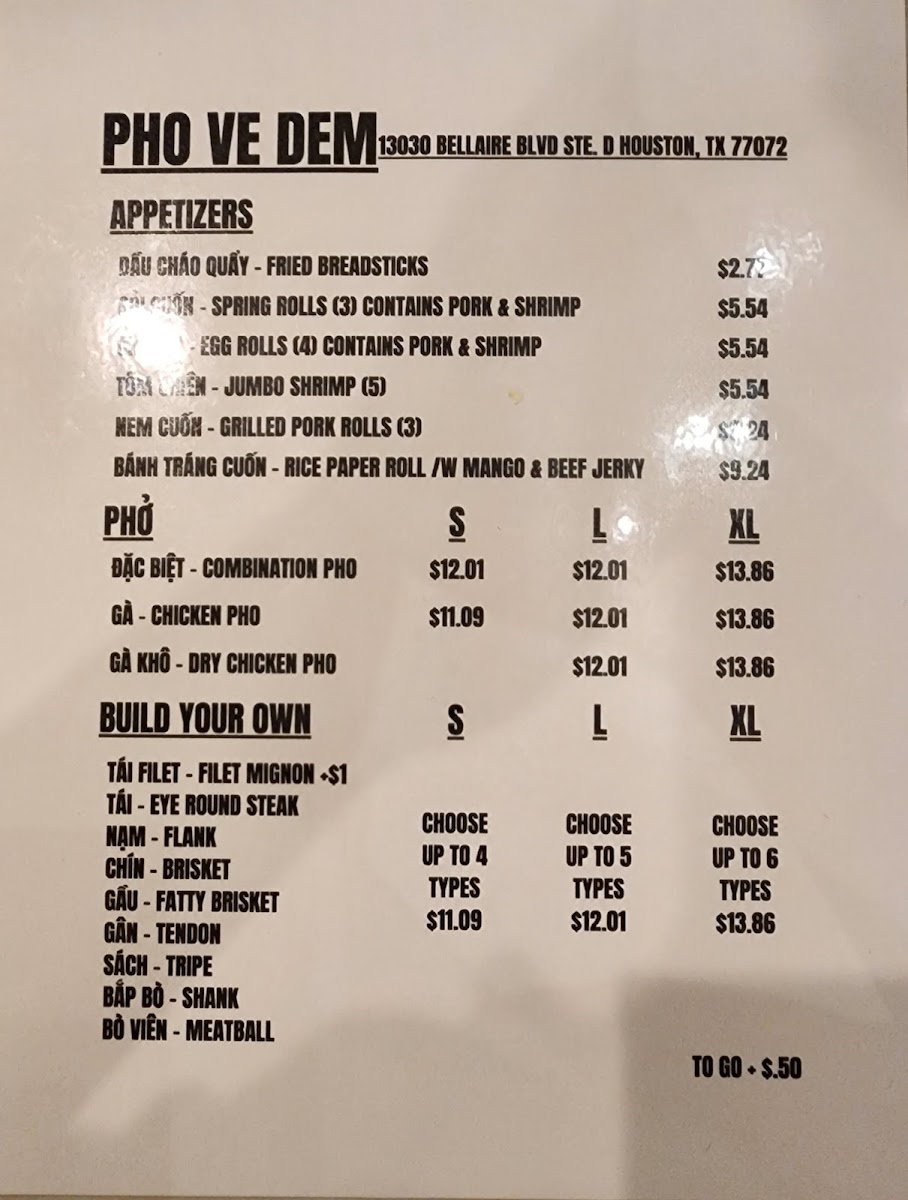 PHO VE DEM 13030 BELLAIRE BLVD STE. D HOUSTON, TX 77072
APPETIZERS
DẦU CHÁO QUẨY - FRIED BREADSTICKS
CUỐN - SPRING ROLLS (3) CONTAINS PORK & SHRIMP $5.54
- EGG ROLLS (4) CONTAINS PORK & SHRIMP $5.54
TÔM - JUMBO SHRIMP (5) $5.54
NEM CUỐN - GRILLED PORK ROLLS (3)
BÁNH TRÁNG CUỐN - RICE PAPER ROLL /W MANGO & BEEF JERKY $9.24
PHỞ S L XL
ĐẶC BIỆT - COMBINATION PHO $12.01 $12.01 $13.86
GÀ - CHICKEN PHO $11.09 $12.01 $13.86
GÀ KHÔ - DRY CHICKEN PHO $12.01 $13.86
BUILD YOUR OWN S L XL
TÁI FILET - FILET MIGNON +$1
TÁI - EYE ROUND STEAK
NẠM - FLANK
CHÍN - BRISKET
GẦU - FATTY BRISKET
GÂN - TENDON
SÁCH - TRIPE
BẮP BÒ - SHANK
BÒ VIÊN - MEATBALL
CHOOSE
UP TO 4
TYPES
$11.09
CHOOSE
UP TO 5
TYPES
$12.01
CHOOSE
UP TO 6
TYPES
$13.86
TO GO + $.50